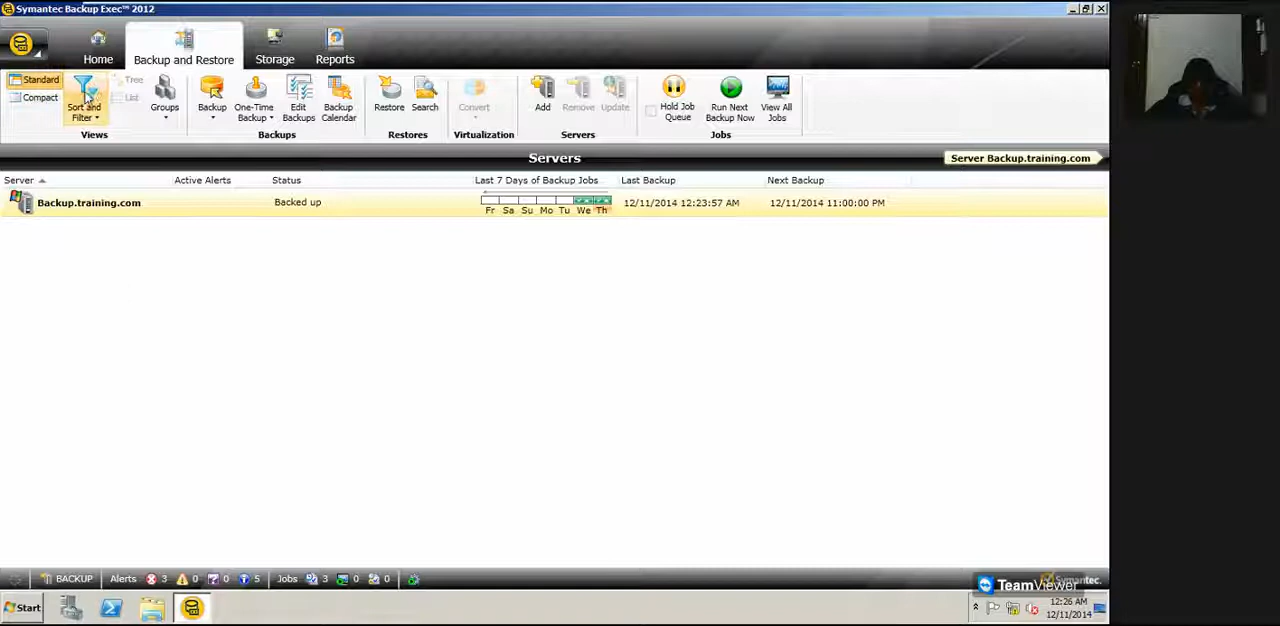 Symantec Backup Exec™ 2012
Home
Backup and Restore
Storage
Reports
Standard
Compact
Sort and Filter
Tree
List
Groups
Backup
One-Time Backup
Edit Backups
Backup Calendar
Restore
Search
Convert
Add
Remove
Update
Hold Job Queue
Run Next Backup Now
View All Jobs
Views
Backups
Restores
Virtualization
Servers
Jobs
Servers
Server Backup.training.com
Server Active Alerts Status Last 7 Days of Backup Jobs Last Backup Next Backup
Backup.training.com Backed up 12/11/2014 12:23:57 AM 12/11/2014 11:00:00 PM
Fr Sa Su Mo Tu We Th
BACKUP Alerts 3 0 0 5 Jobs 3 0 0
TeamViewer
Symantec.
Start
12:26 AM
12/11/2014